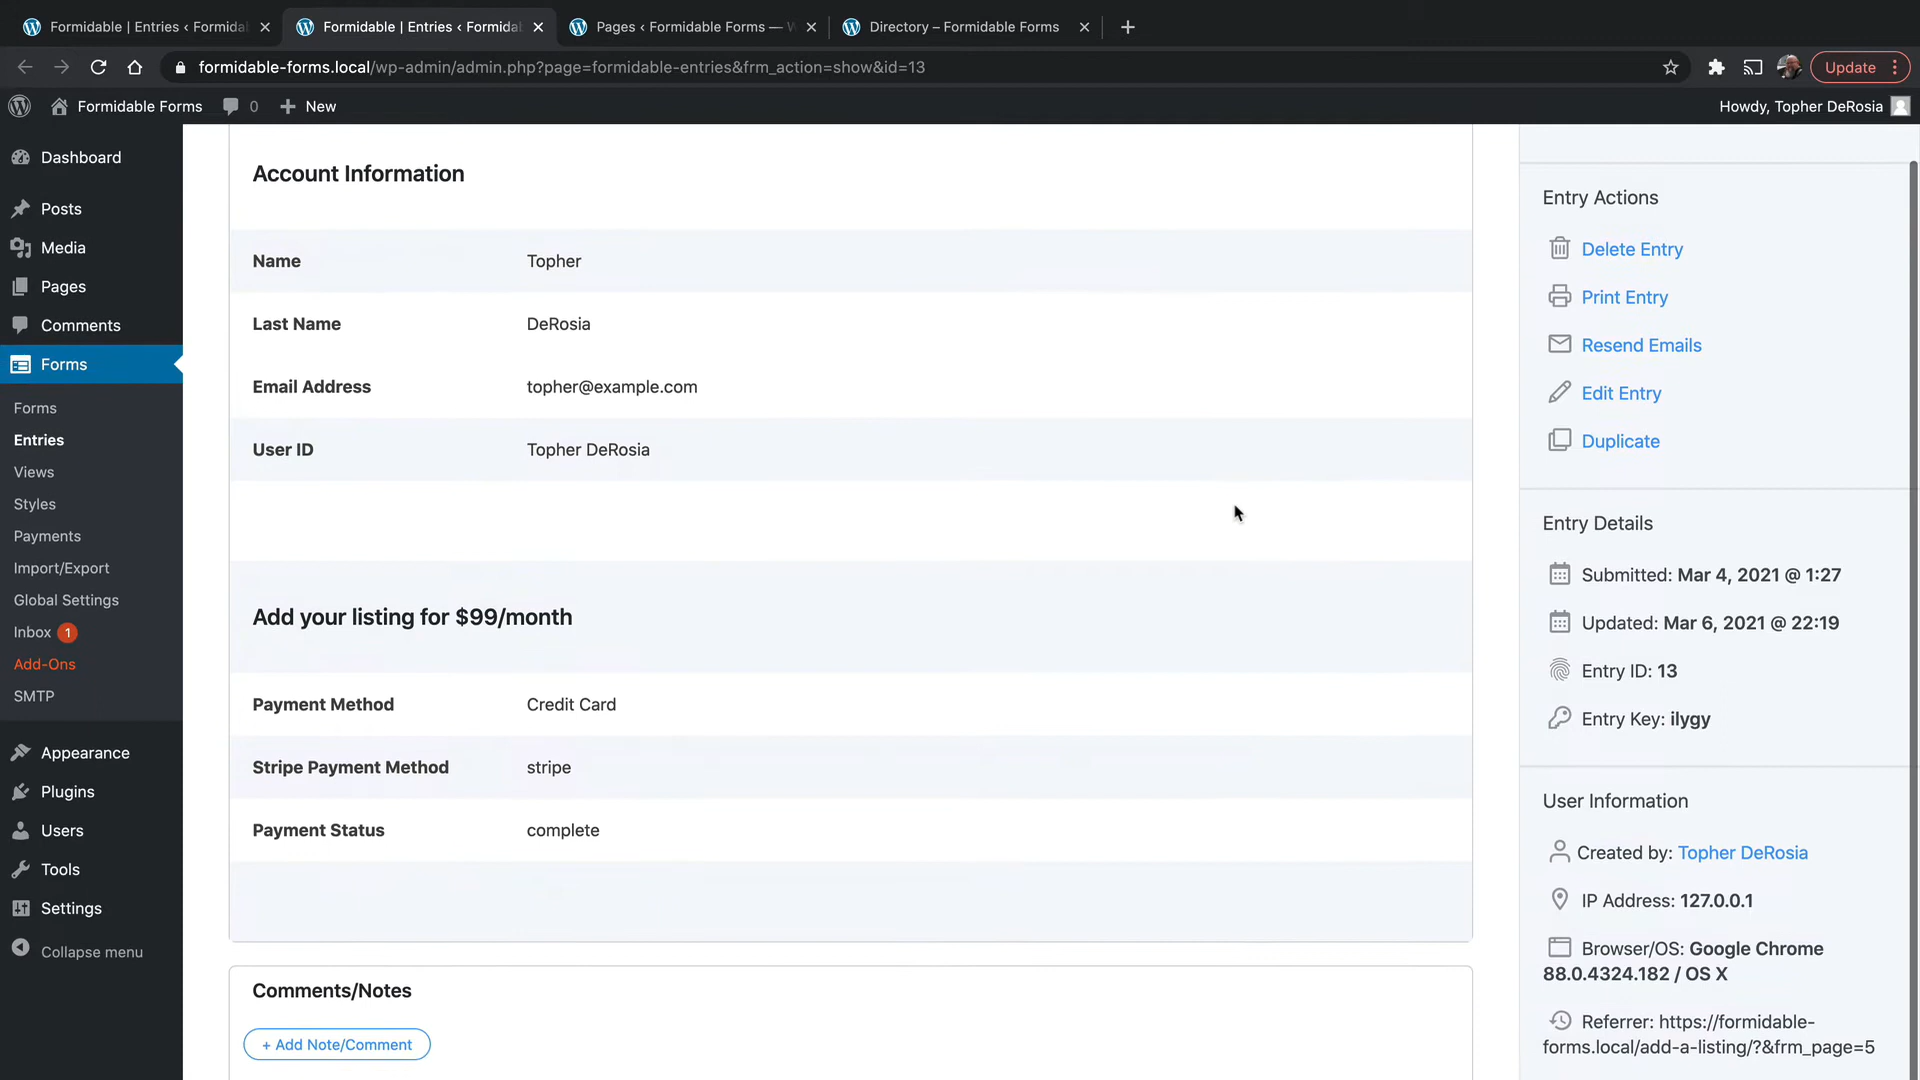 Formidable | Entries ‹ Formida
Formidable | Entries ‹ Formida
Pages ‹ Formidable Forms — W
Directory – Formidable Forms
formidable-forms.local/wp-admin/admin.php?page=formidable-entries&frm_action=show&id=13
Update
Formidable Forms
0
New
Howdy, Topher DeRosia
Dashboard
Posts
Media
Pages
Comments
Forms
Forms
Entries
Views
Styles
Payments
Import/Export
Global Settings
Inbox 1
Add-Ons
SMTP
Appearance
Plugins
Users
Tools
Settings
Collapse menu
Account Information
Name Topher
Last Name DeRosia
Email Address topher@example.com
User ID Topher DeRosia
Add your listing for $99/month
Payment Method Credit Card
Stripe Payment Method stripe
Payment Status complete
Comments/Notes
+ Add Note/Comment
Entry Actions
Delete Entry
Print Entry
Resend Emails
Edit Entry
Duplicate
Entry Details
Submitted: Mar 4, 2021 @ 1:27
Updated: Mar 6, 2021 @ 22:19
Entry ID: 13
Entry Key: ilygy
User Information
Created by: Topher DeRosia
IP Address: 127.0.0.1
Browser/OS: Google Chrome
88.0.4324.182 / OS X
Referrer: https://formidable-
forms.local/add-a-listing/?&frm_page=5